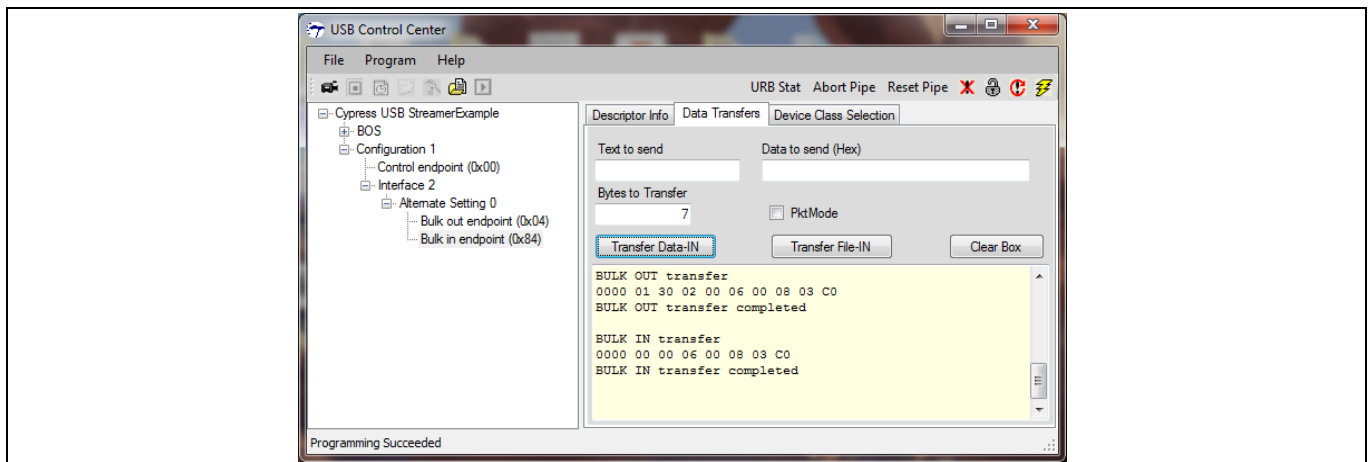 USB Control Center
File Program Help
URB Stat Abort Pipe Reset Pipe
Cypress USB StreamerExample
BOS
Configuration 1
Control endpoint (0x00)
Interface 2
Alternate Setting 0
Bulk out endpoint (0x04)
Bulk in endpoint (0x84)
Descriptor Info Data Transfers Device Class Selection
Text to send Data to send (Hex)
Bytes to Transfer
7 PktMode
Transfer Data-IN Transfer File-IN Clear Box
BULK OUT transfer
0000 01 30 02 00 06 00 08 03 C0
BULK OUT transfer completed
BULK IN transfer
0000 00 00 06 00 08 03 C0
BULK IN transfer completed
Programming Succeeded